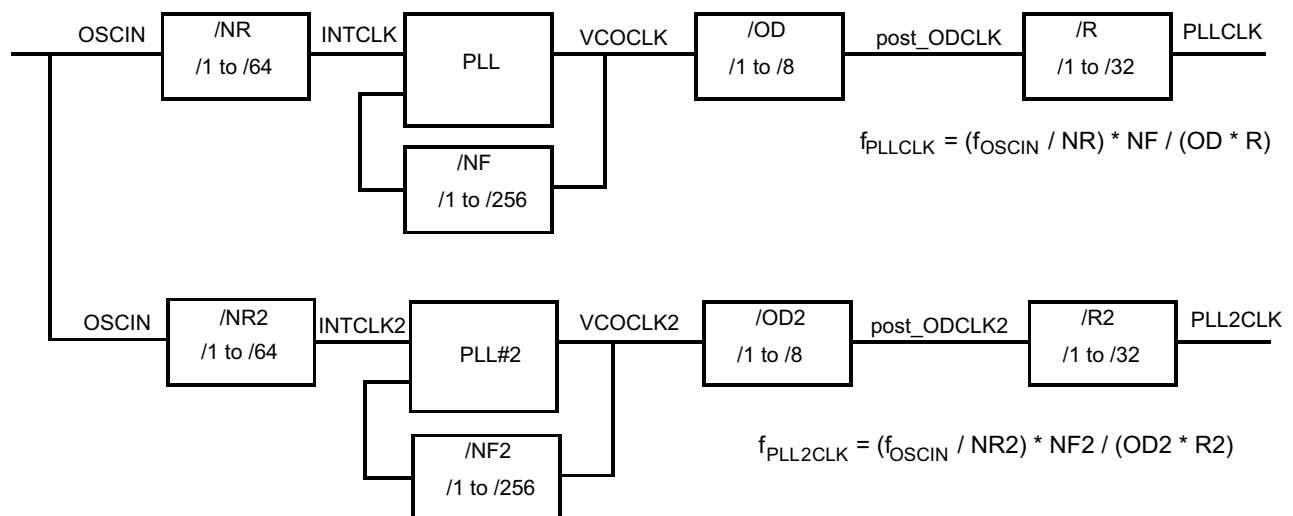 OSCIN
/NR
/1 to /64
INTCLK
PLL
/NF
/1 to /256
VCOCLK
/OD
/1 to /8
post_ODCLK
/R
/1 to /32
PLLCLK
fPLLCLK = (fOSCIN / NR) * NF / (OD * R)
OSCIN
/NR2
/1 to /64
INTCLK2
PLL#2
/NF2
/1 to /256
VCOCLK2
/OD2
/1 to /8
post_ODCLK2
/R2
/1 to /32
PLL2CLK
fPLL2CLK = (fOSCIN / NR2) * NF2 / (OD2 * R2)